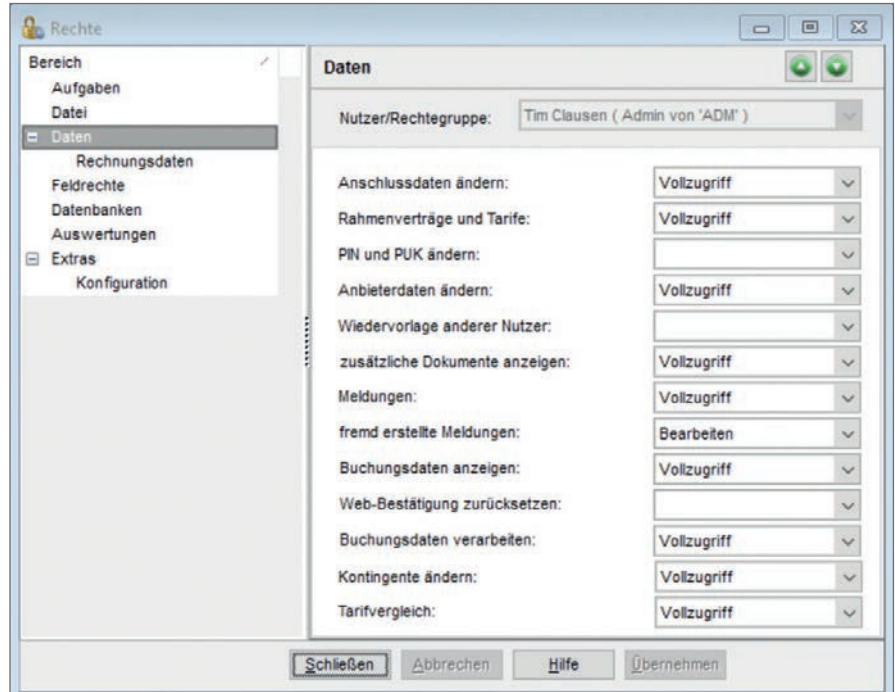 Rechte
Bereich
Aufgaben
Datei
Daten
Rechnungsdaten
Feldrechte
Datenbanken
Auswertungen
Extras
Konfiguration
Daten
Nutzer/Rechtegruppe: Tim Clausen ( Admin von 'ADM' )
Anschlussdaten ändern: Vollzugriff
Rahmenverträge und Tarife: Vollzugriff
PIN und PUK ändern:
Anbieterdaten ändern: Vollzugriff
Wiedervorlage anderer Nutzer:
zusätzliche Dokumente anzeigen: Vollzugriff
Meldungen: Vollzugriff
fremd erstellte Meldungen: Bearbeiten
Buchungsdaten anzeigen: Vollzugriff
Web-Bestätigung zurücksetzen:
Buchungsdaten verarbeiten: Vollzugriff
Kontingente ändern: Vollzugriff
Tarifvergleich: Vollzugriff
Schließen Abbrechen Hilfe Übernehmen